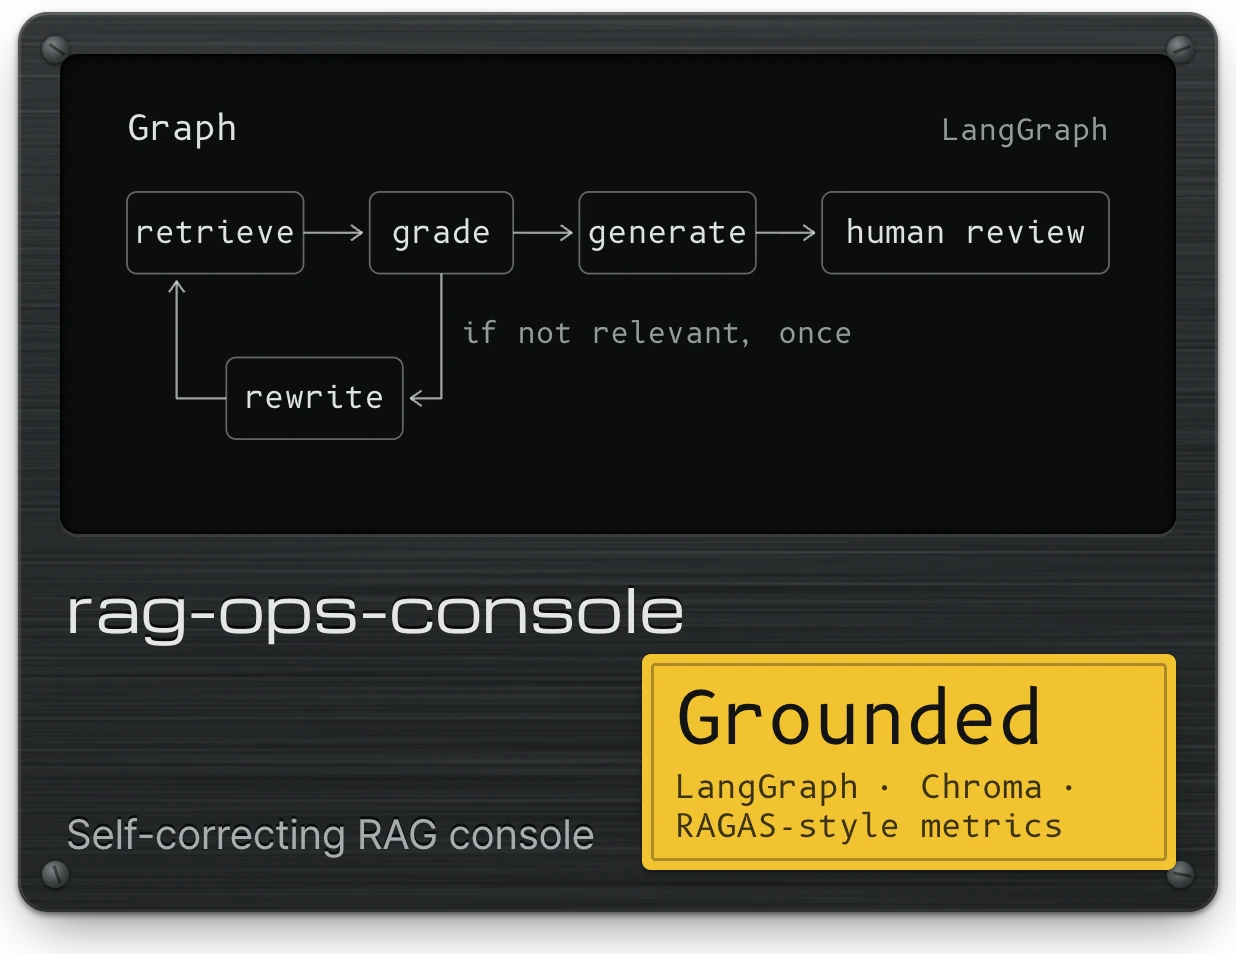 Graph
LangGraph
retrieve
grade
generate
human review
if not relevant, once
rewrite
rag-ops-console
Grounded
LangGraph · Chroma ·
RAGAS-style metrics
Self-correcting RAG console